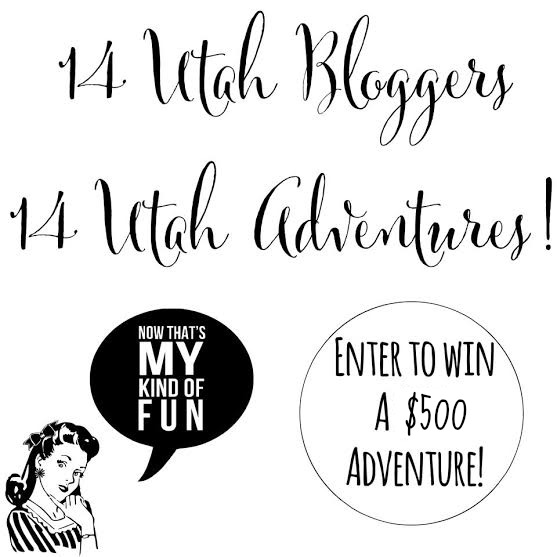 14 Utah Bloggers
14 Utah Adventures!
NOW THAT'S
MY
KIND OF
FUN
ENTER TO WIN
A $500
ADVENTURE!